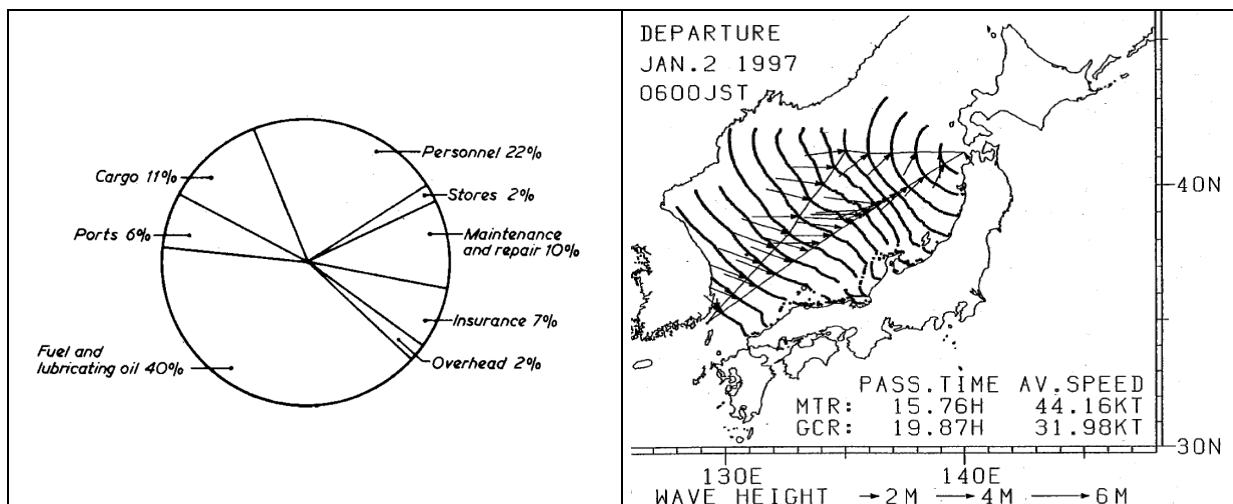 Personnel 22%
Cargo 11%
Stores 2%
Ports 6%
Maintenance
and repair 10%
Insurance 7%
Fuel and
lubricating oil 40%
Overhead 2%
DEPARTURE
JAN.2 1997
0600JST
40N
PASS.TIME AV.SPEED
MTR: 15.76H 44.16KT
GCR: 19.87H 31.98KT
30N
130E 140E
WAVE HEIGHT →2M →4M →6M